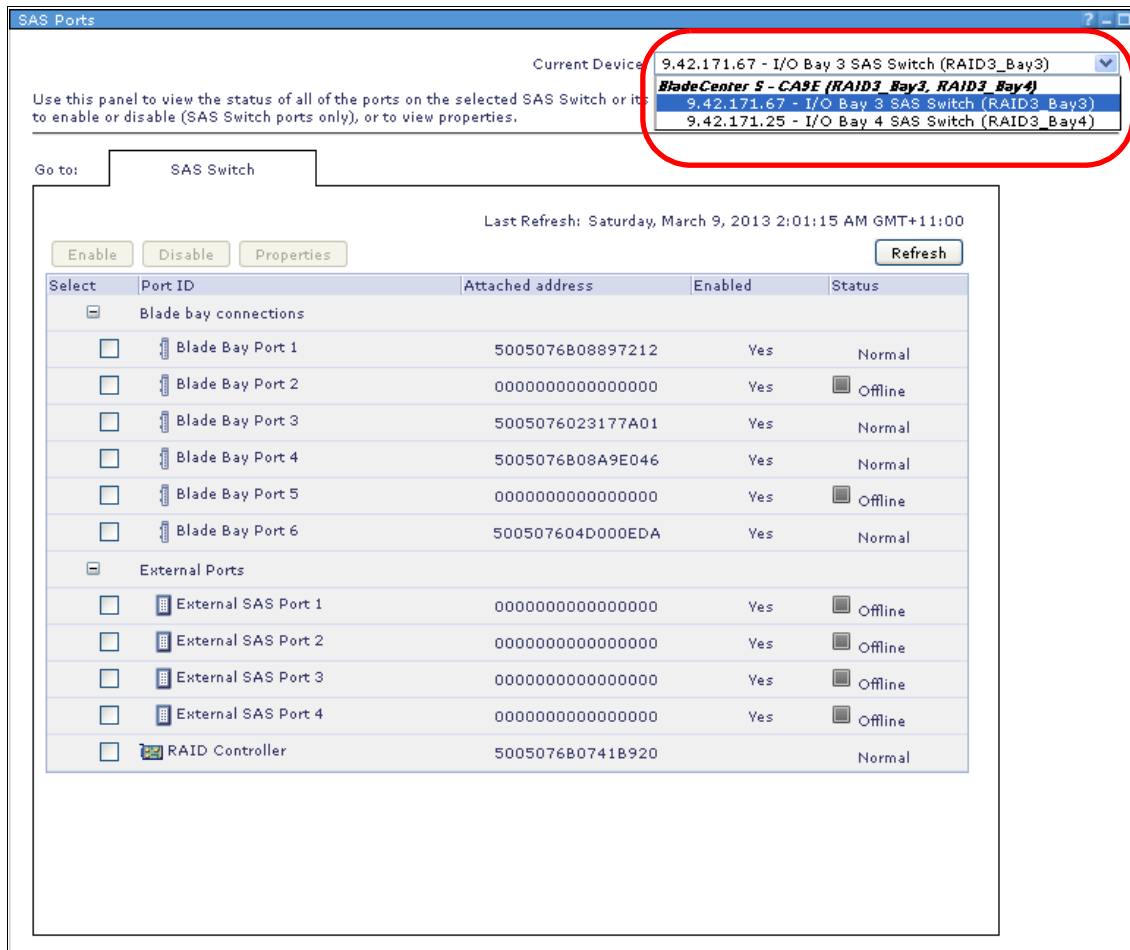 SAS Ports
Current Device 9.42.171.67 - I/O Bay 3 SAS Switch (RAID3_Bay3)
BladeCenter S - CA9E (RAID3_Bay3, RAID3_Bay4)
9.42.171.67 - I/O Bay 3 SAS Switch (RAID3_Bay3)
9.42.171.25 - I/O Bay 4 SAS Switch (RAID3_Bay4)
Use this panel to view the status of all of the ports on the selected SAS Switch or its
to enable or disable (SAS Switch ports only), or to view properties.
Go to: SAS Switch
Last Refresh: Saturday, March 9, 2013 2:01:15 AM GMT+11:00
Enable Disable Properties Refresh
Select Port ID Attached address Enabled Status
Blade bay connections
Blade Bay Port 1 5005076B08897212 Yes Normal
Blade Bay Port 2 0000000000000000 Yes Offline
Blade Bay Port 3 5005076023177A01 Yes Normal
Blade Bay Port 4 5005076B08A9E046 Yes Normal
Blade Bay Port 5 0000000000000000 Yes Offline
Blade Bay Port 6 500507604D000EDA Yes Normal
External Ports
External SAS Port 1 0000000000000000 Yes Offline
External SAS Port 2 0000000000000000 Yes Offline
External SAS Port 3 0000000000000000 Yes Offline
External SAS Port 4 0000000000000000 Yes Offline
RAID Controller 5005076B0741B920 Normal